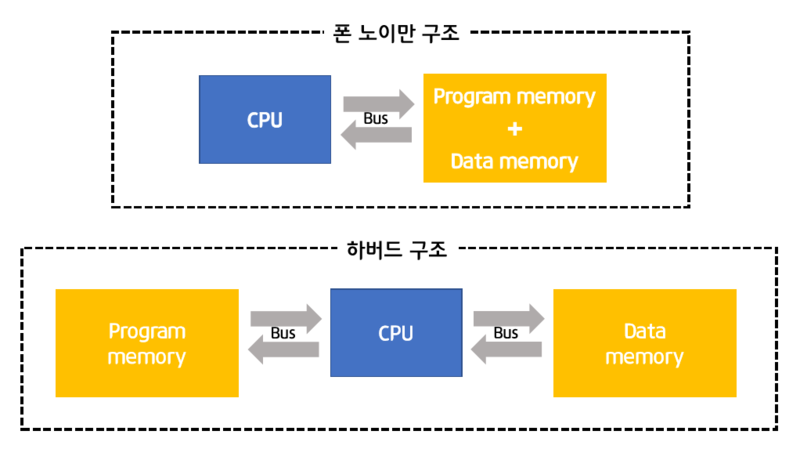 폰 노이만 구조
CPU
Bus
Program memory
+
Data memory
하버드 구조
Program
memory
Bus
CPU
Bus
Data
memory